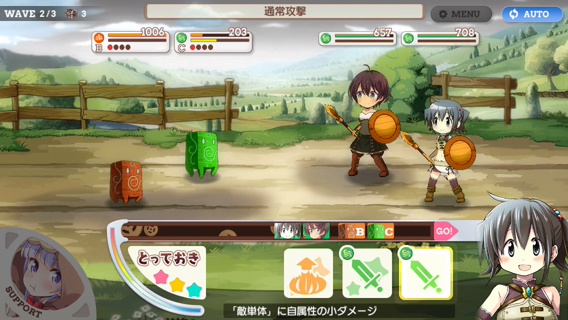 WAVE 2/3 3
通常攻撃
MENU
AUTO
1006
B
203
C
657
708
B C GO!
とっておき
「敵単体」に自属性の小ダメージ
SUPPORT